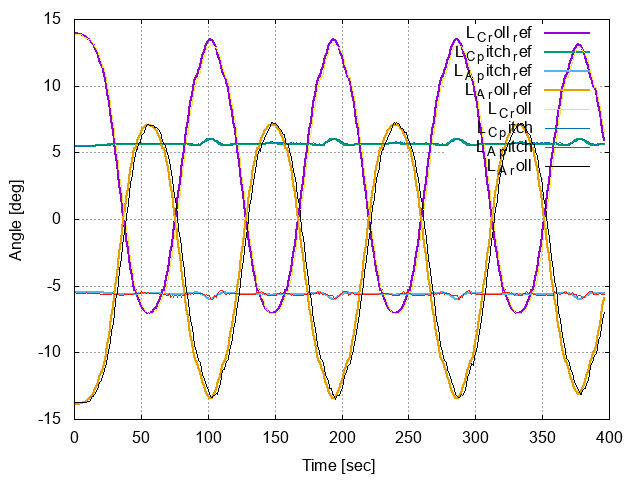 15
10
5
0
-5
-10
-15
Angle [deg]
L_Croll_ref
L_Cpitch_ref
L_Apitch_ref
L_Aroll_ref
L_Croll
L_Cpitch
L_Apitch
L_Aroll
0 50 100 150 200 250 300 350 400
Time [sec]